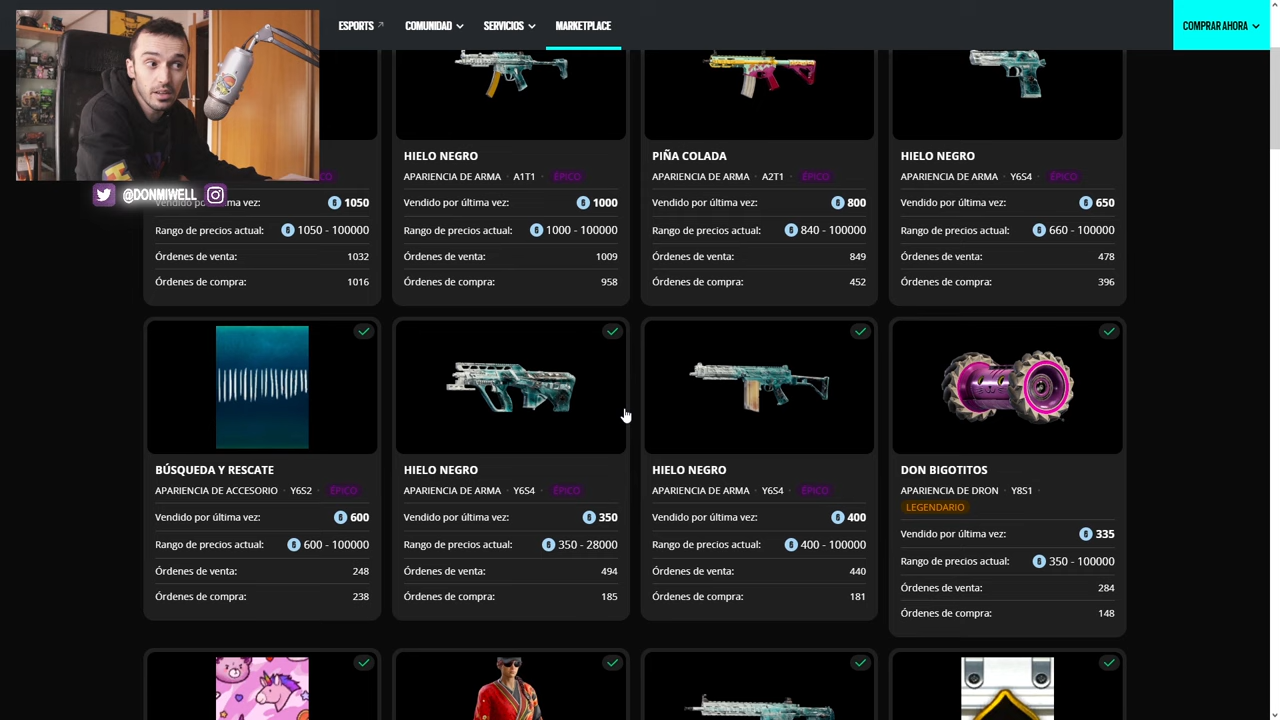 ESPORTS
COMUNIDAD
SERVICIOS
MARKETPLACE
COMPRAR AHORA
@DONMIWELL
Vendido por última vez: 1050
Rango de precios actual: 1050 - 100000
Órdenes de venta: 1032
Órdenes de compra: 1016
HIELO NEGRO
APARIENCIA DE ARMA · A1T1 · ÉPICO
Vendido por última vez: 1000
Rango de precios actual: 1000 - 100000
Órdenes de venta: 1009
Órdenes de compra: 958
PIÑA COLADA
APARIENCIA DE ARMA · A2T1 · ÉPICO
Vendido por última vez: 800
Rango de precios actual: 840 - 100000
Órdenes de venta: 849
Órdenes de compra: 452
HIELO NEGRO
APARIENCIA DE ARMA · Y6S4 · ÉPICO
Vendido por última vez: 650
Rango de precios actual: 660 - 100000
Órdenes de venta: 478
Órdenes de compra: 396
BÚSQUEDA Y RESCATE
APARIENCIA DE ACCESORIO · Y6S2 · ÉPICO
Vendido por última vez: 600
Rango de precios actual: 600 - 100000
Órdenes de venta: 248
Órdenes de compra: 238
HIELO NEGRO
APARIENCIA DE ARMA · Y6S4 · ÉPICO
Vendido por última vez: 350
Rango de precios actual: 350 - 28000
Órdenes de venta: 494
Órdenes de compra: 185
HIELO NEGRO
APARIENCIA DE ARMA · Y6S4 · ÉPICO
Vendido por última vez: 400
Rango de precios actual: 400 - 100000
Órdenes de venta: 440
Órdenes de compra: 181
DON BIGOTITOS
APARIENCIA DE DRON · Y8S1 ·
LEGENDARIO
Vendido por última vez: 335
Rango de precios actual: 350 - 100000
Órdenes de venta: 284
Órdenes de compra: 148